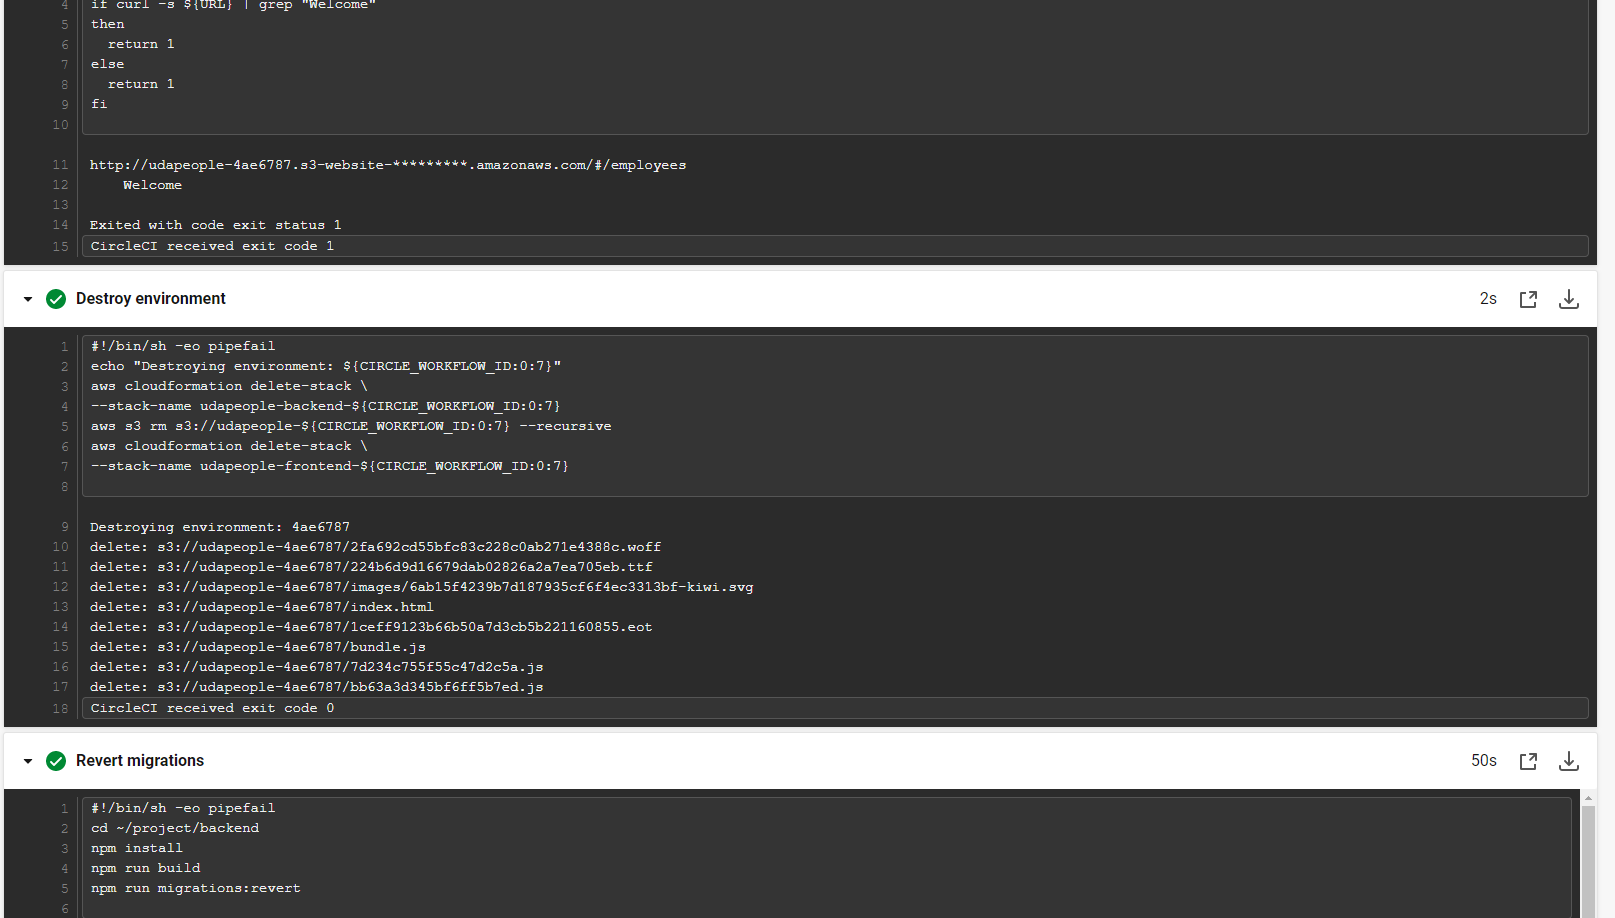 4 if curl -s ${URL} | grep "Welcome"
5 then
6 return 1
7 else
8 return 1
9 fi
10
11 http://udapeople-4ae6787.s3-website-*********.amazonaws.com/#/employees
12 Welcome
13
14 Exited with code exit status 1
15 CircleCI received exit code 1
Destroy environment 2s
1 #!/bin/sh -eo pipefail
2 echo "Destroying environment: ${CIRCLE_WORKFLOW_ID:0:7}"
3 aws cloudformation delete-stack \
4 --stack-name udapeople-backend-${CIRCLE_WORKFLOW_ID:0:7}
5 aws s3 rm s3://udapeople-${CIRCLE_WORKFLOW_ID:0:7} --recursive
6 aws cloudformation delete-stack \
7 --stack-name udapeople-frontend-${CIRCLE_WORKFLOW_ID:0:7}
8
9 Destroying environment: 4ae6787
10 delete: s3://udapeople-4ae6787/2fa692cd55bfc83c228c0ab271e4388c.woff
11 delete: s3://udapeople-4ae6787/224b6d9d16679dab02826a2a7ea705eb.ttf
12 delete: s3://udapeople-4ae6787/images/6ab15f4239b7d187935cf6f4ec3313bf-kiwi.svg
13 delete: s3://udapeople-4ae6787/index.html
14 delete: s3://udapeople-4ae6787/1ceff9123b66b50a7d3cb5b221160855.eot
15 delete: s3://udapeople-4ae6787/bundle.js
16 delete: s3://udapeople-4ae6787/7d234c755f55c47d2c5a.js
17 delete: s3://udapeople-4ae6787/bb63a3d345bf6ff5b7ed.js
18 CircleCI received exit code 0
Revert migrations 50s
1 #!/bin/sh -eo pipefail
2 cd ~/project/backend
3 npm install
4 npm run build
5 npm run migrations:revert
6